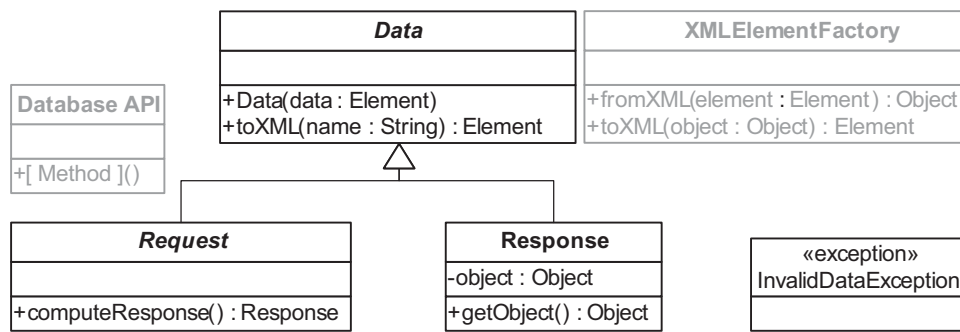 Data
+Data(data : Element)
+toXML(name : String) : Element
XMLElementFactory
+fromXML(element : Element) : Object
+toXML(object : Object) : Element
Database API
+[ Method ]()
Request
+computeResponse() : Response
Response
-object : Object
+getObject() : Object
«exception»
InvalidDataException